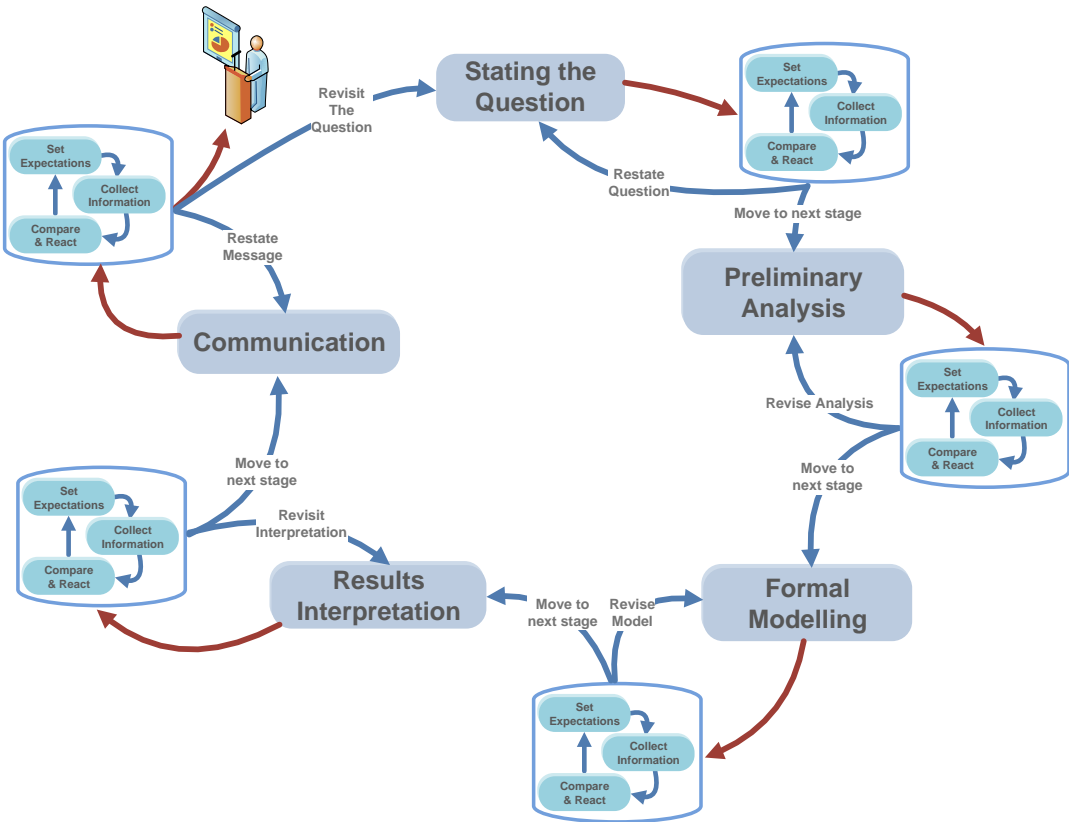 Stating the
Question
Set
Expectations
Collect
Information
Compare
& React
Restate
Question
Move to next stage
Preliminary
Analysis
Set
Expectations
Collect
Information
Compare
& React
Revise Analysis
Move to
next stage
Formal
Modelling
Set
Expectations
Collect
Information
Compare
& React
Revise
Model
Move to
next stage
Results
Interpretation
Set
Expectations
Collect
Information
Compare
& React
Revisit
Interpretation
Move to
next stage
Communication
Set
Expectations
Collect
Information
Compare
& React
Restate
Message
Revisit
The
Question